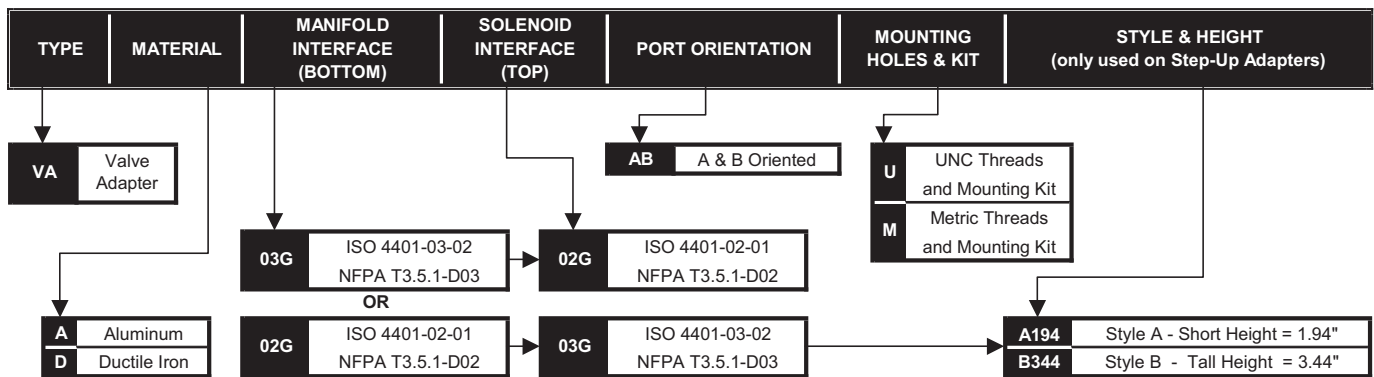 TYPE
MATERIAL
MANIFOLD
INTERFACE
(BOTTOM)
SOLENOID
INTERFACE
(TOP)
PORT ORIENTATION
MOUNTING
HOLES & KIT
STYLE & HEIGHT
(only used on Step-Up Adapters)
VA
Valve
Adapter
AB
A & B Oriented
U
UNC Threads
and Mounting Kit
M
Metric Threads
and Mounting Kit
03G
ISO 4401-03-02
NFPA T3.5.1-D03
02G
ISO 4401-02-01
NFPA T3.5.1-D02
OR
A
Aluminum
D
Ductile Iron
02G
ISO 4401-02-01
NFPA T3.5.1-D02
03G
ISO 4401-03-02
NFPA T3.5.1-D03
A194
Style A - Short Height = 1.94"
B344
Style B - Tall Height = 3.44"